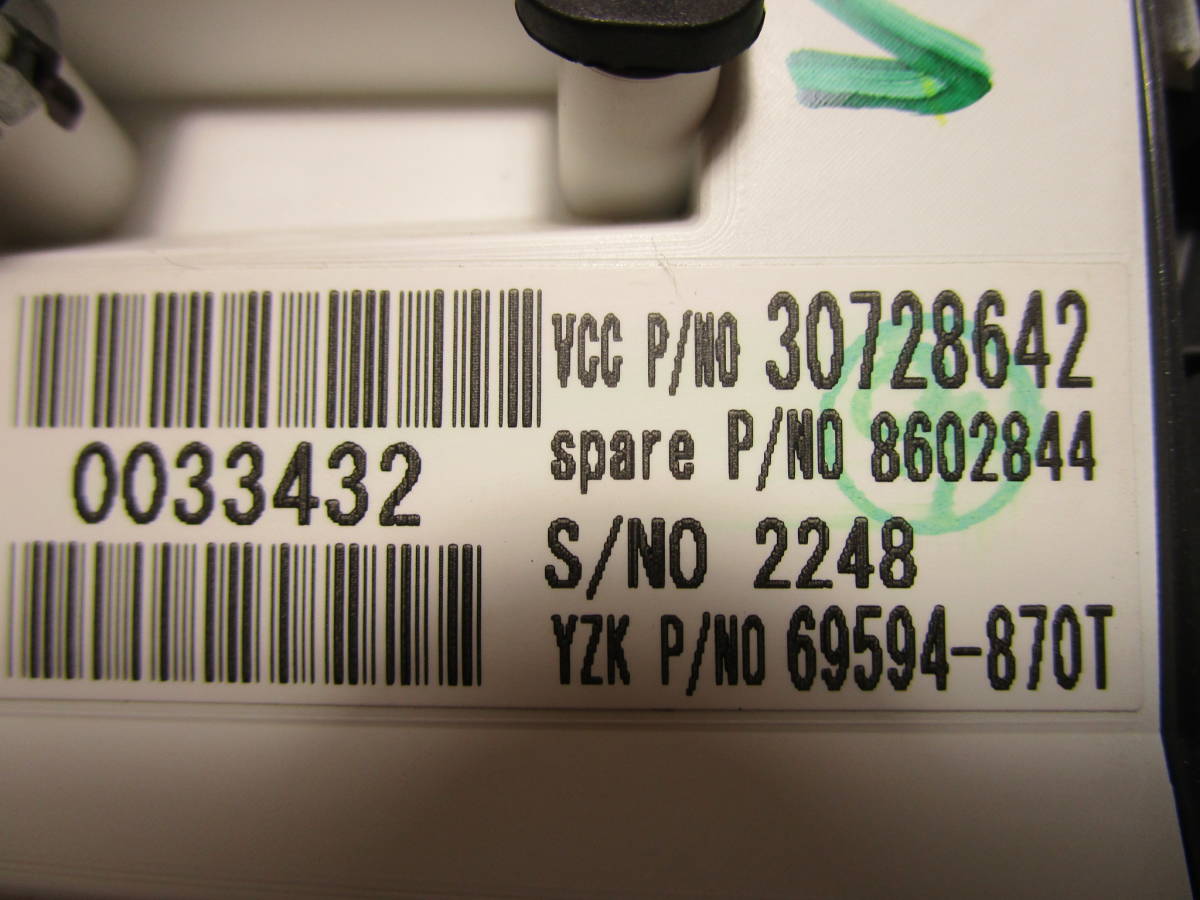 VCC P/NO 30728642
spare P/NO 8602844
0033432
S/NO 2248
YZK P/NO 69594-870T